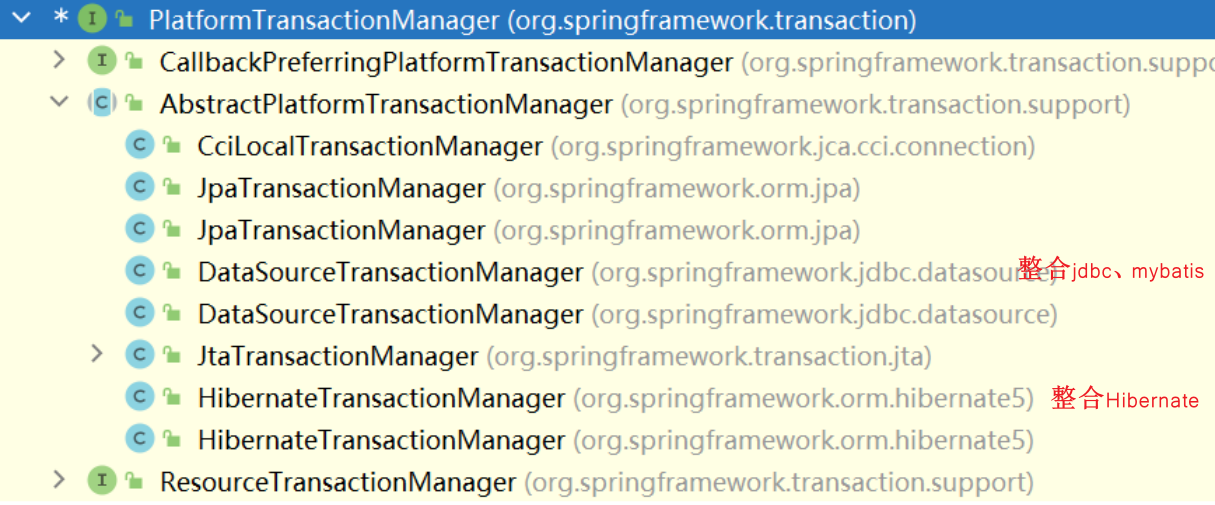 * I PlatformTransactionManager (org.springframework.transaction)
I CallbackPreferringPlatformTransactionManager (org.springframework.transaction.suppo
C AbstractPlatformTransactionManager (org.springframework.transaction.support)
C CciLocalTransactionManager (org.springframework.jca.cci.connection)
C JpaTransactionManager (org.springframework.orm.jpa)
C JpaTransactionManager (org.springframework.orm.jpa)
C DataSourceTransactionManager (org.springframework.jdbc.datasource) 整合jdbc、mybatis
C DataSourceTransactionManager (org.springframework.jdbc.datasource)
C JtaTransactionManager (org.springframework.transaction.jta)
C HibernateTransactionManager (org.springframework.orm.hibernate5) 整合Hibernate
C HibernateTransactionManager (org.springframework.orm.hibernate5)
I ResourceTransactionManager (org.springframework.transaction.support)